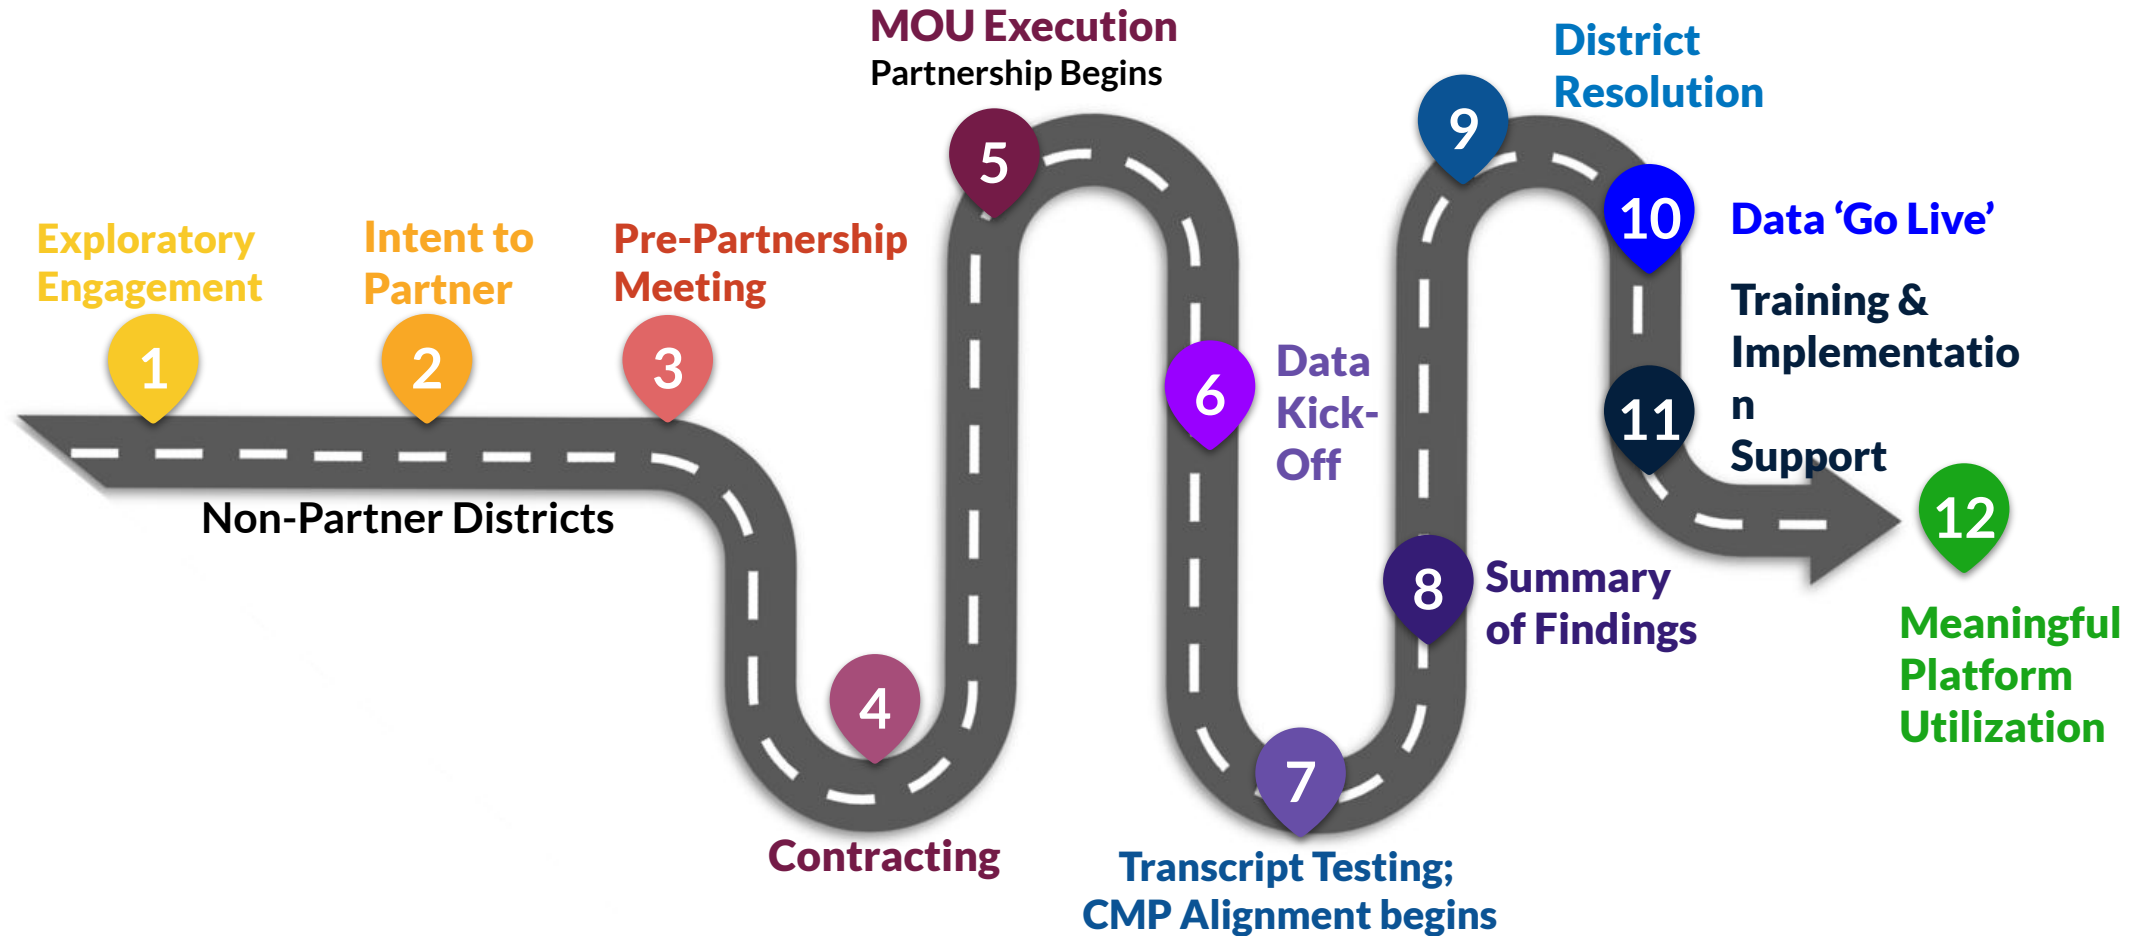 Exploratory
Engagement
1
Intent to
Partner
2
Pre-Partnership
Meeting
3
Non-Partner Districts
4
Contracting
MOU Execution
Partnership Begins
5
6
Data
Kick-
Off
7
Transcript Testing;
CMP Alignment begins
8
Summary
of Findings
9
District
Resolution
10
Data ‘Go Live’
11
Training &
Implementatio
n
Support
12
Meaningful
Platform
Utilization